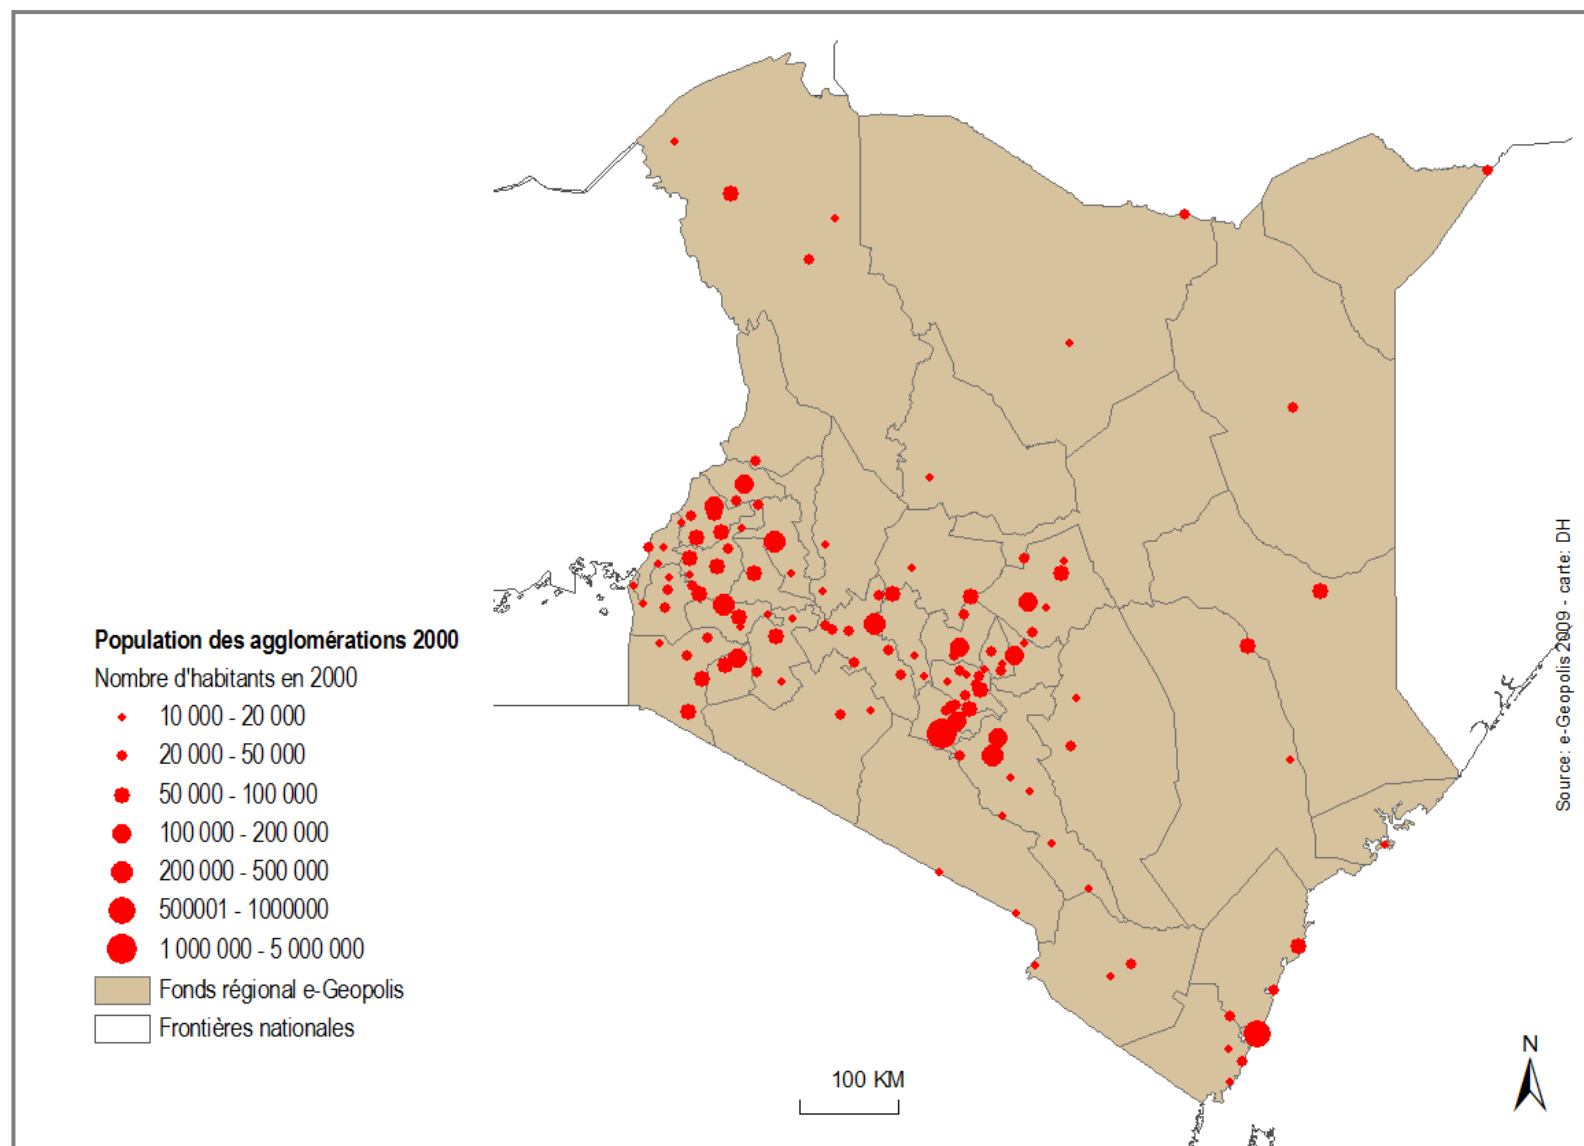 Population des agglomérations 2000
Nombre d'habitants en 2000
10 000 - 20 000
20 000 - 50 000
50 000 - 100 000
100 000 - 200 000
200 000 - 500 000
500001 - 1000000
1 000 000 - 5 000 000
Fonds régional e-Geopolis
Frontières nationales
100 KM
N
Source: e-Geopolis 2009 - carte: DH